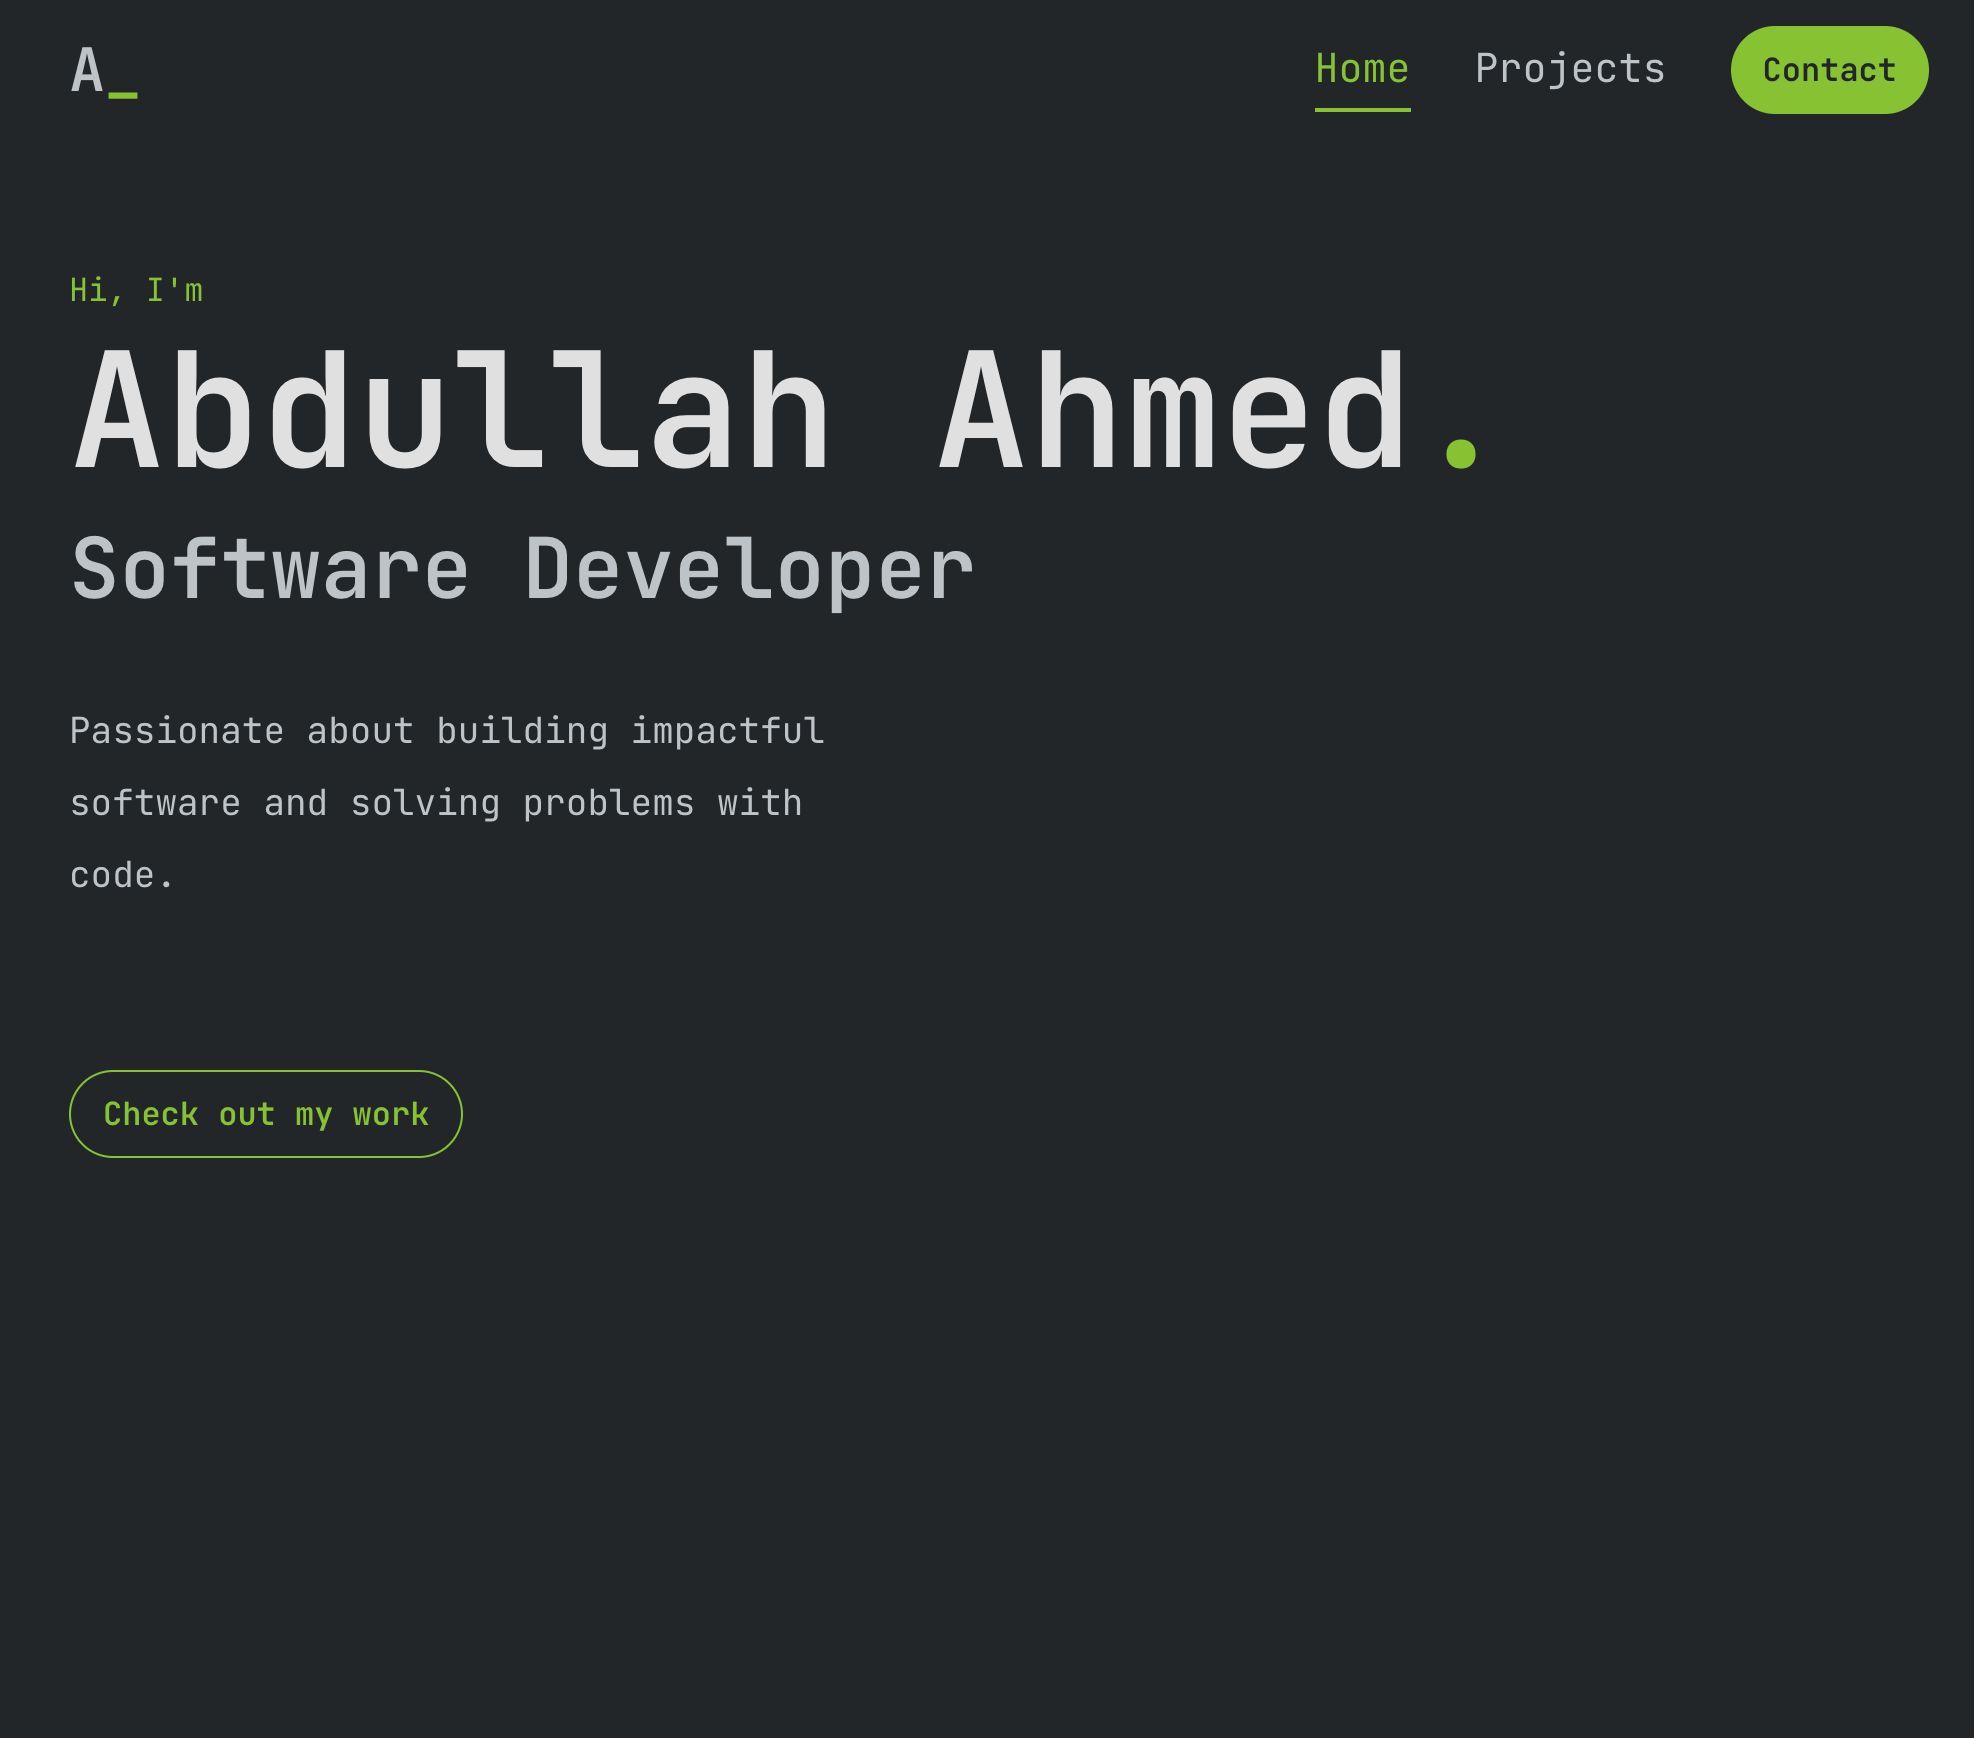 A_
Home
Projects
Contact
Hi, I'm
Abdullah Ahmed.
Software Developer
Passionate about building impactful
software and solving problems with
code.
Check out my work